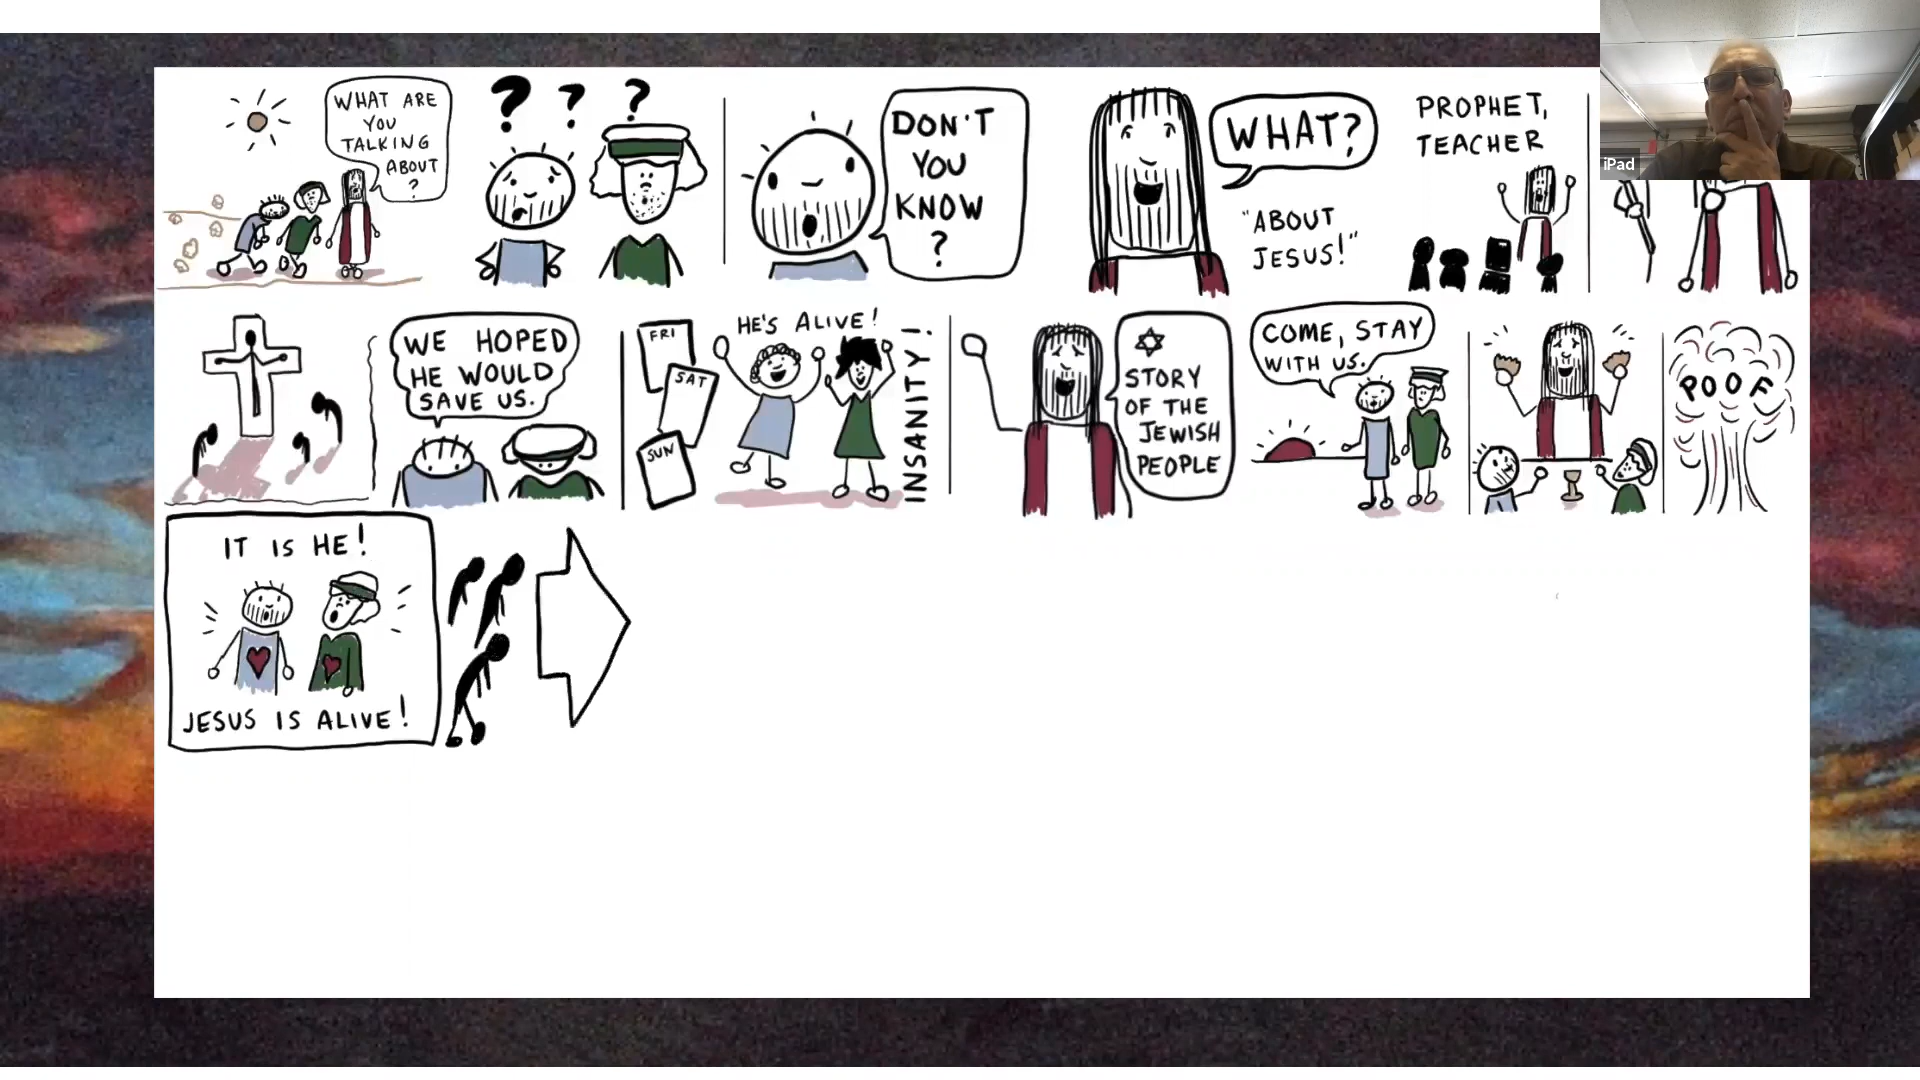 WHAT ARE
YOU
TALKING
ABOUT
?
? ? ?
DON'T
YOU
KNOW
?
WHAT?
"ABOUT
JESUS!"
PROPHET,
TEACHER
iPad
WE HOPED
HE WOULD
SAVE US.
FRI
SAT
SUN
HE'S ALIVE!
INSANITY!
STORY
OF THE
JEWISH
PEOPLE
COME, STAY
WITH US.
POOF
IT IS HE!
JESUS IS ALIVE!